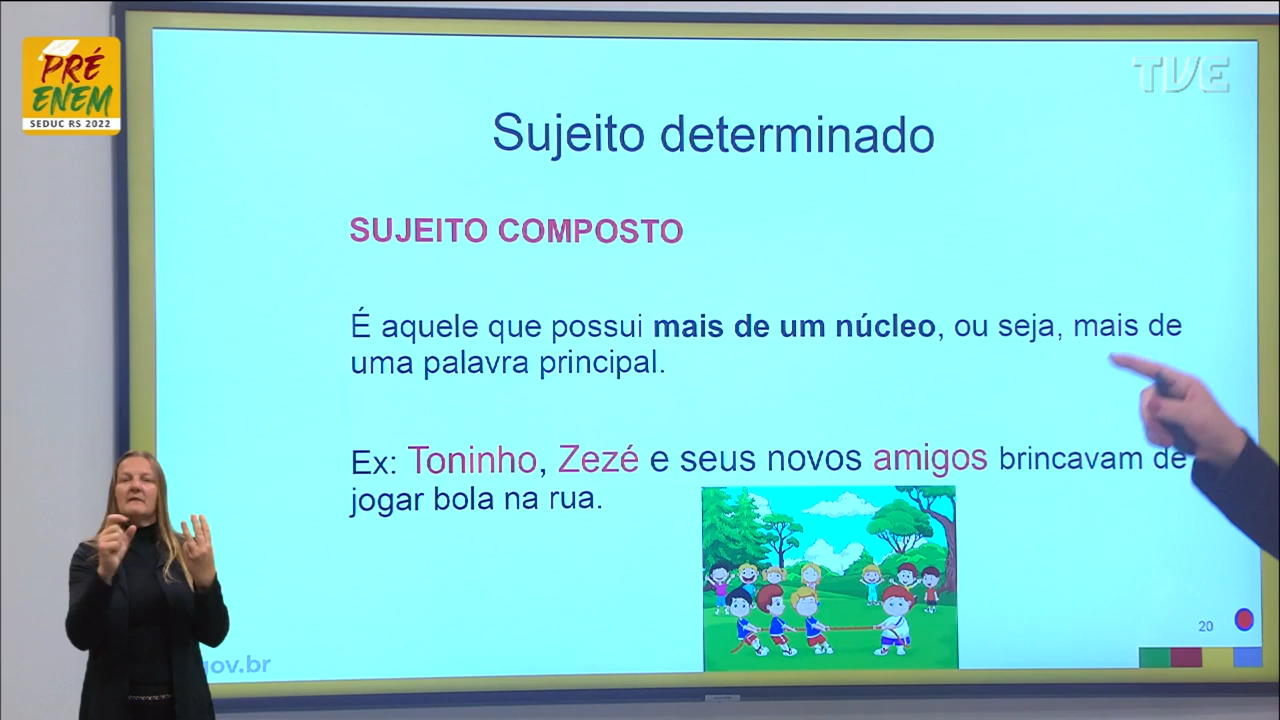 PRÉ
ENEM
SEDUC RS 2022
TVE
Sujeito determinado
SUJEITO COMPOSTO
É aquele que possui mais de um núcleo, ou seja, mais de
uma palavra principal.
Ex: Toninho, Zezé e seus novos amigos brincavam de
jogar bola na rua.
20
gov.br